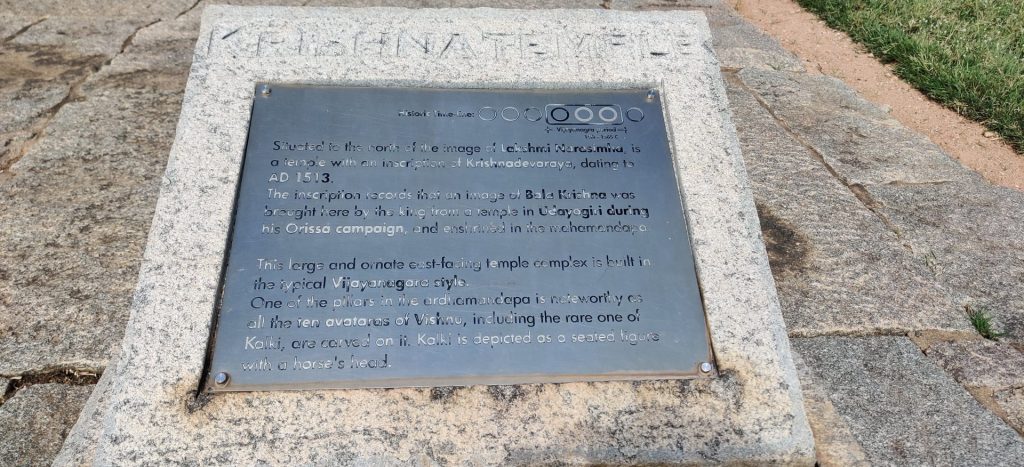 KRISHNA TEMPLE
Historic Time-line:
Vijayanagra period
Situated to the north of the image of Lakshmi Narasimha, is
a temple with an inscription of Krishnadevaraya, dating to
AD 1513.
The inscription records that an image of Bala Krishna was
brought here by the king from a temple in Udayagiri during
his Orissa campaign, and enshrined in the mahamandapa.
This large and ornate east-facing temple complex is built in
the typical Vijayanagara style.
One of the pillars in the ardhamandapa is noteworthy as
all the ten avataras of Vishnu, including the rare one of
Kalki, are carved on it. Kalki is depicted as a seated figure
with a horse's head.